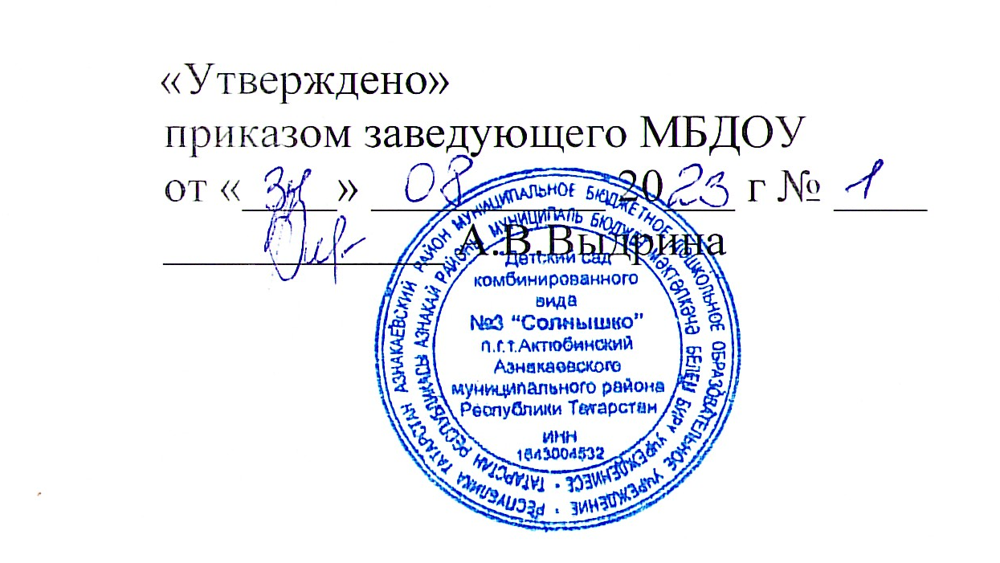 «Утверждено»
приказом заведующего МБДОУ
от « » 08 2023 г № 1
А.В.Выдрина
РЕСПУБЛИКА ТАТАРСТАН АЗНАКАЕВСКИЙ РАЙОН МУНИЦИПАЛЬНОЕ БЮДЖЕТНОЕ ДОШКОЛЬНОЕ ОБРАЗОВАТЕЛЬНОЕ УЧРЕЖДЕНИЕ
ТАТАРСТАН РЕСПУБЛИКАСЫ АЗНАКАЙ РАЙОНЫ МУНИЦИПАЛЬ БЮДЖЕТ МӘКТӘПКӘЧӘ БЕЛЕМ БИРҮ УЧРЕЖДЕНИЕСЕ
Детский сад
комбинированного
вида
№3 “Солнышко”
п.г.т.Актюбинский
Азнакаевского
муниципального района
Республики Татарстан
ИНН
1643004532